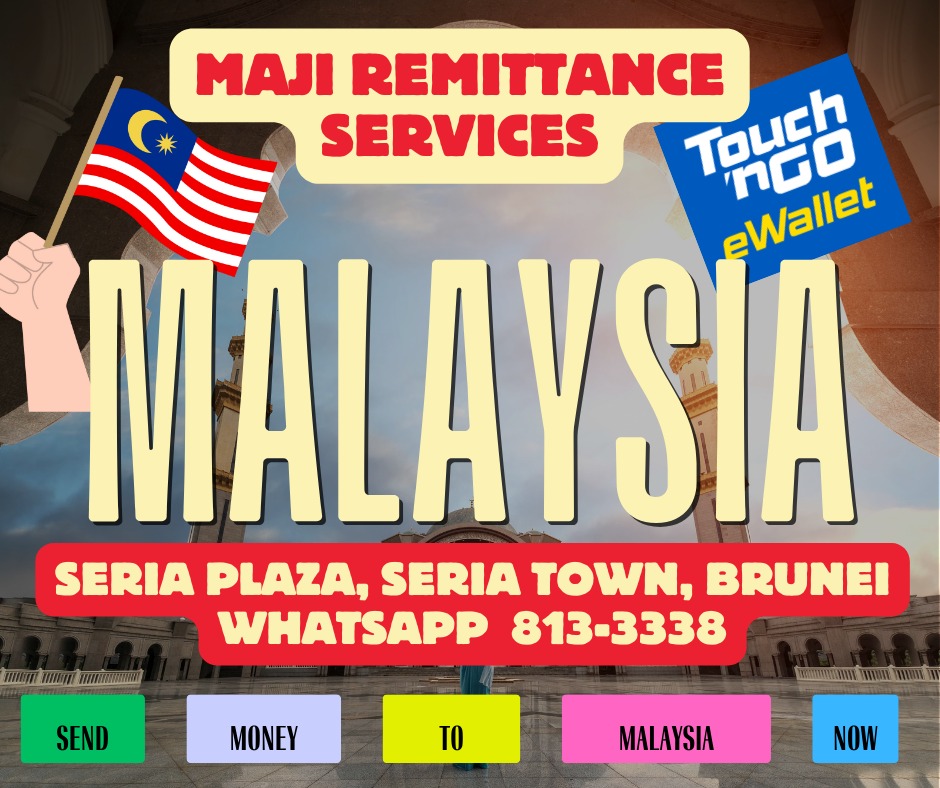 MAJI REMITTANCE
SERVICES
Touch
'nGO
eWallet
MALAYSIA
SERIA PLAZA, SERIA TOWN, BRUNEI
WHATSAPP 813-3338
SEND MONEY TO MALAYSIA NOW